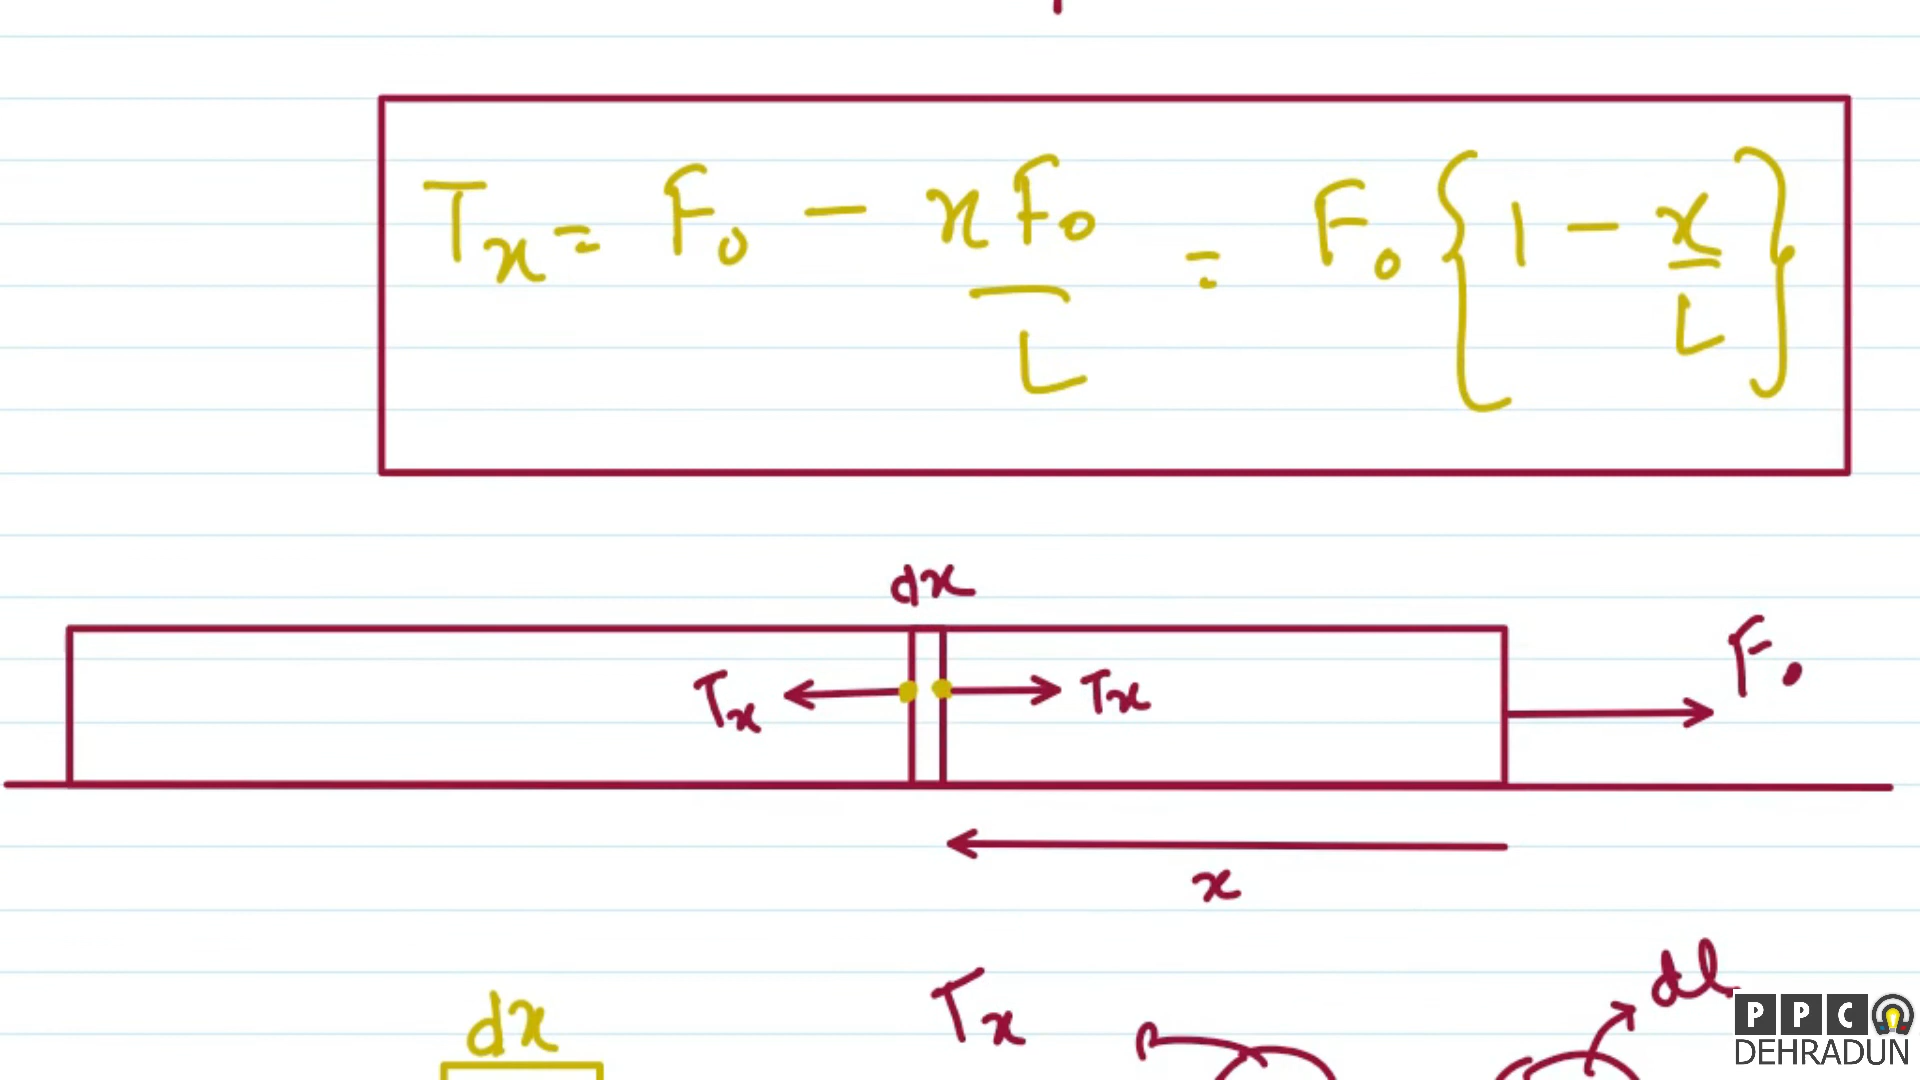 Tx = F₀ - xF₀/L = F₀ {1 - x/L}
dx
F₀
Tx Tx
x
Tx dl
dx
PPC
DEHRADUN